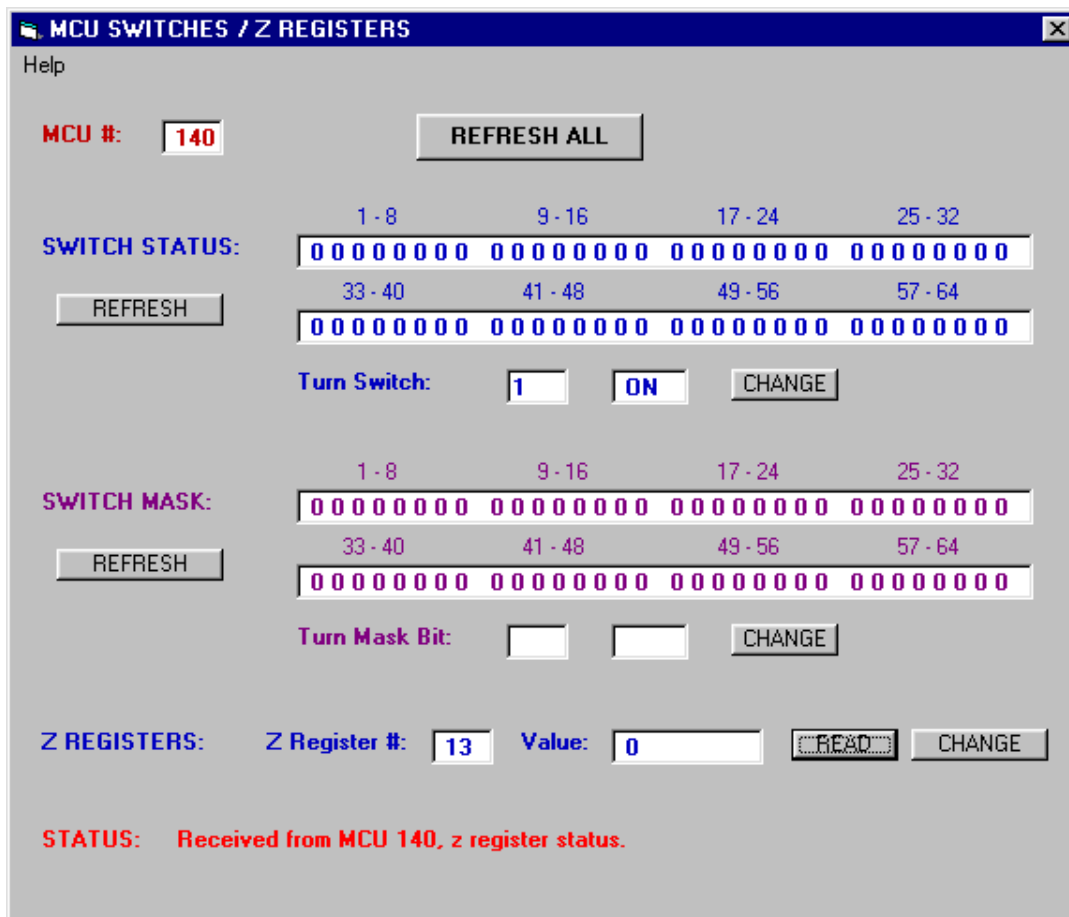 MCU SWITCHES / Z REGISTERS
Help
MCU #: 140 REFRESH ALL
1 - 8 9 - 16 17 - 24 25 - 32
SWITCH STATUS: 0 0 0 0 0 0 0 0 0 0 0 0 0 0 0 0 0 0 0 0 0 0 0 0 0 0 0 0 0 0 0 0
33 - 40 41 - 48 49 - 56 57 - 64
REFRESH 0 0 0 0 0 0 0 0 0 0 0 0 0 0 0 0 0 0 0 0 0 0 0 0 0 0 0 0 0 0 0 0
Turn Switch: 1 ON CHANGE
1 - 8 9 - 16 17 - 24 25 - 32
SWITCH MASK: 0 0 0 0 0 0 0 0 0 0 0 0 0 0 0 0 0 0 0 0 0 0 0 0 0 0 0 0 0 0 0 0
33 - 40 41 - 48 49 - 56 57 - 64
REFRESH 0 0 0 0 0 0 0 0 0 0 0 0 0 0 0 0 0 0 0 0 0 0 0 0 0 0 0 0 0 0 0 0
Turn Mask Bit: CHANGE
Z REGISTERS: Z Register #: 13 Value: 0 READ CHANGE
STATUS: Received from MCU 140, z register status.